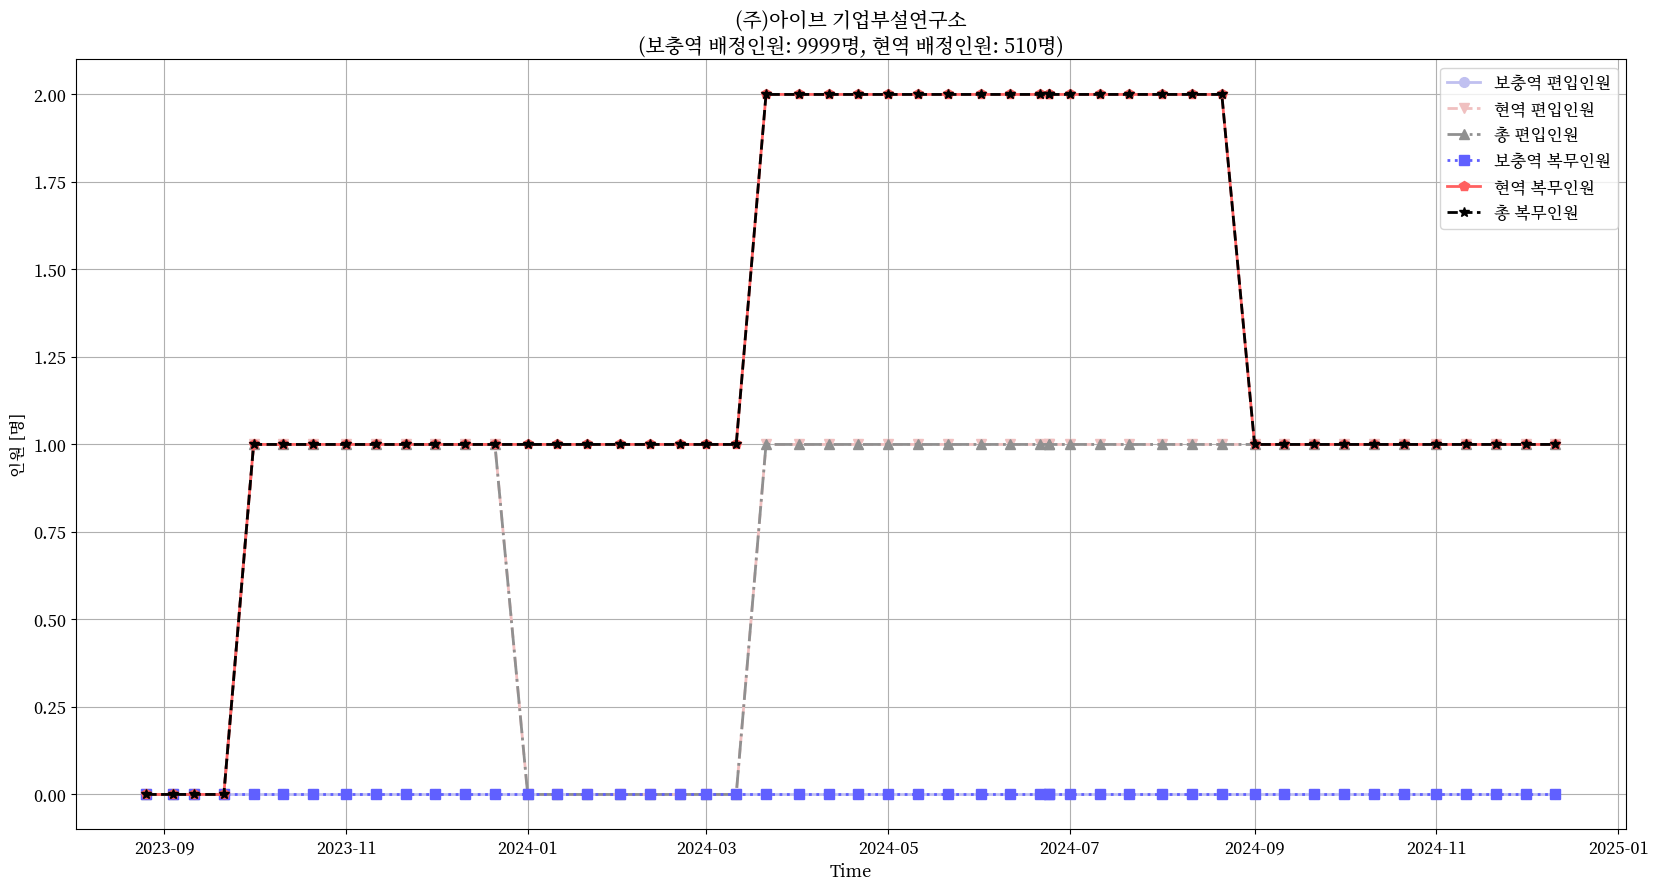 (주)아이브 기업부설연구소
(보충역 배정인원: 9999명, 현역 배정인원: 510명)
보충역 편입인원
현역 편입인원
총 편입인원
보충역 복무인원
현역 복무인원
총 복무인원
인원 [명]
2.00
1.75
1.50
1.25
1.00
0.75
0.50
0.25
0.00
2023-09 2023-11 2024-01 2024-03 2024-05 2024-07 2024-09 2024-11 2025-01
Time